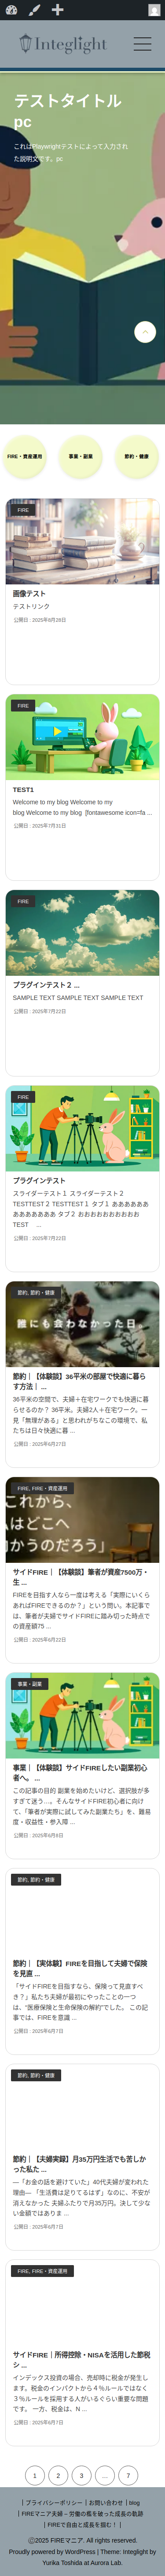 Integlight
テストタイトル
pc
これはPlaywrightテストによって入力され
た説明文です。pc
FIRE・資産運用
事業・副業
節約・健康
FIRE
画像テスト
テストリンク
公開日 : 2025年8月28日
FIRE
TEST1
Welcome to my blog Welcome to my
blog Welcome to my blog [fontawesome icon=fa ...
公開日 : 2025年7月31日
FIRE
プラグインテスト２ ...
SAMPLE TEXT SAMPLE TEXT SAMPLE TEXT
公開日 : 2025年7月22日
FIRE
プラグインテスト
スライダーテスト１ スライダーテスト２
TESTTEST２ TESTTEST１ タブ１ ああああああ
あああああああ タブ２ おおおおおおおおおお
TEST ...
公開日 : 2025年7月22日
節約, 節約・健康
誰にも会わなかった日。
節約｜【体験談】36平米の部屋で快適に暮ら
す方法｜ ...
36平米の空間で、夫婦＋在宅ワークでも快適に暮
らせるのか？ 36平米。夫婦2人＋在宅ワーク。一
見「無理がある」と思われがちなこの環境で、私
たちは日々快適に暮 ...
公開日 : 2025年6月27日
FIRE, FIRE・資産運用
これから、
はどこへ
かうのだろう」
サイドFIRE｜【体験談】筆者が資産7500万・
生 ...
FIREを目指す人なら一度は考える「実際にいくら
あればFIREできるのか？」という問い。本記事で
は、筆者が夫婦でサイドFIREに踏み切った時点で
の資産額75 ...
公開日 : 2025年6月22日
事業・副業
事業｜【体験談】サイドFIREしたい副業初心
者へ。 ...
この記事の目的 副業を始めたいけど、選択肢が多
すぎて迷う…。そんなサイドFIRE初心者に向け
て、「筆者が実際に試してみた副業たち」を、難易
度・収益性・参入障 ...
公開日 : 2025年6月8日
節約, 節約・健康
節約｜【実体験】FIREを目指して夫婦で保険
を見直 ...
「サイドFIREを目指すなら、保険って見直すべ
き？」私たち夫婦が最初にやったことの一つ
は、“医療保険と生命保険の解約”でした。 この記
事では、FIREを意識 ...
公開日 : 2025年6月7日
節約, 節約・健康
節約｜【夫婦実録】月35万円生活でも苦しか
った私た ...
―「お金の話を避けていた」40代夫婦が変われた
理由― 「生活費は足りてるはず」なのに、不安が
消えなかった 夫婦ふたりで月35万円。決して少な
い金額ではありま ...
公開日 : 2025年6月7日
FIRE, FIRE・資産運用
サイドFIRE｜所得控除・NISAを活用した節税
シ ...
インデックス投資の場合、売却時に税金が発生し
ます。税金のインパクトから４％ルールではなく
３％ルールを採用する人がいるぐらい重要な問題
です。 一方、税金は、N ...
公開日 : 2025年6月7日
1 2 3 … 7
｜プライバシーポリシー｜お問い合わせ｜blog
｜FIREマニア夫婦 – 労働の檻を破った成長の軌跡
｜FIREで自由と成長を掴む！｜
Ⓒ2025 FIREマニア. All rights reserved.
Proudly powered by WordPress | Theme: Integlight by
Yurika Toshida at Aurora Lab.